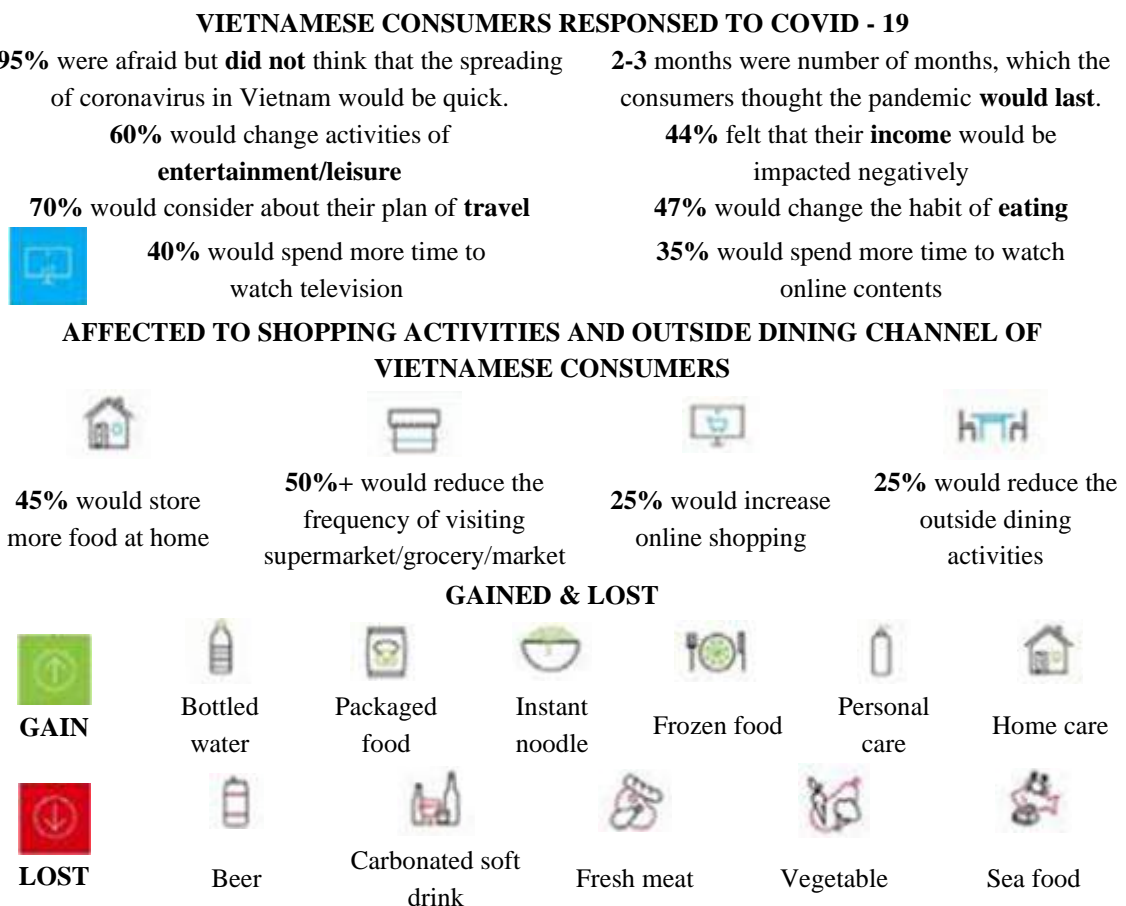 VIETNAMESE CONSUMERS RESPONSED TO COVID - 19
95% were afraid but did not think that the spreading
of coronavirus in Vietnam would be quick.
2-3 months were number of months, which the
consumers thought the pandemic would last.
60% would change activities of
entertainment/leisure
44% felt that their income would be
impacted negatively
70% would consider about their plan of travel
47% would change the habit of eating
40% would spend more time to
watch television
35% would spend more time to watch
online contents
AFFECTED TO SHOPPING ACTIVITIES AND OUTSIDE DINING CHANNEL OF
VIETNAMESE CONSUMERS
45% would store
more food at home
50%+ would reduce the
frequency of visiting
supermarket/grocery/market
25% would increase
online shopping
25% would reduce the
outside dining
activities
GAINED & LOST
GAIN
Bottled
water
Packaged
food
Instant
noodle
Frozen food
Personal
care
Home care
LOST
Beer
Carbonated soft
drink
Fresh meat
Vegetable
Sea food